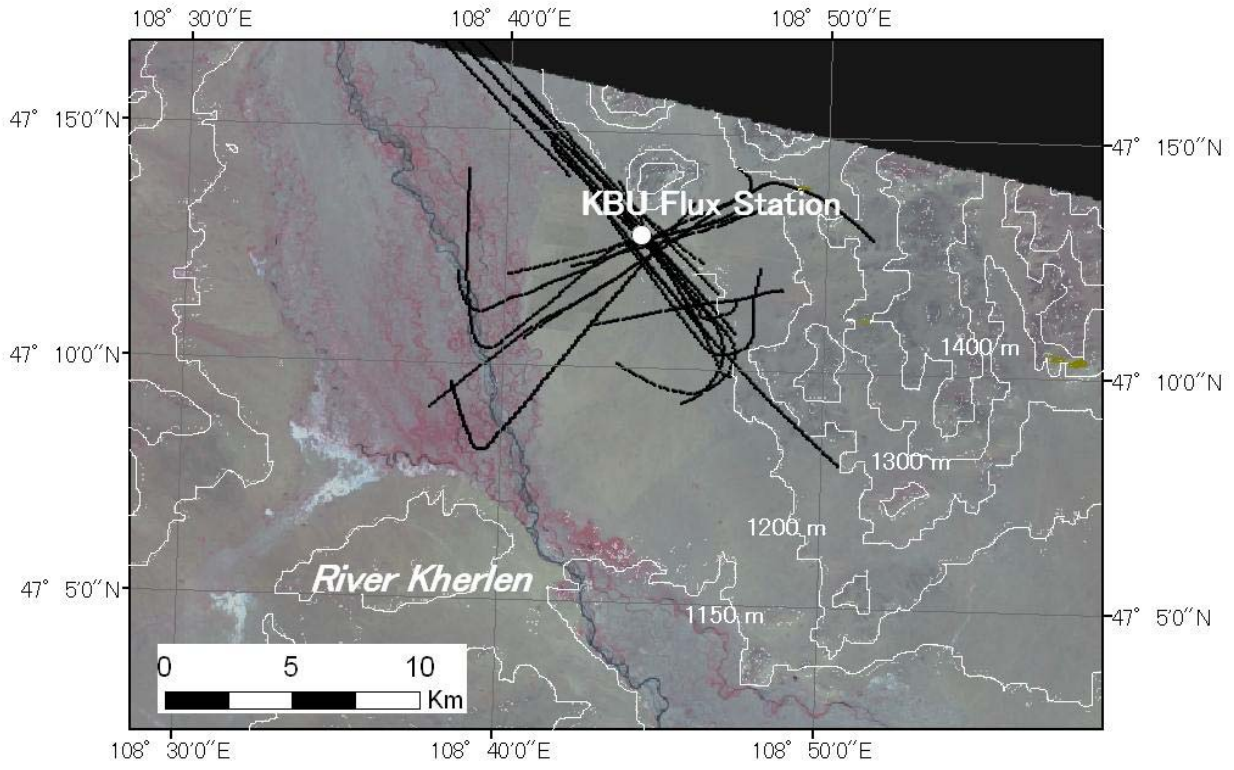 108° 30'0"E
108° 40'0"E
108° 50'0"E
47° 15'0"N
47° 15'0"N
KBU Flux Station
47° 10'0"N
1400 m
47° 10'0"N
1300 m
1200 m
River Kherlen
47° 5'0"N
1150 m
47° 5'0"N
0 5 10
Km
108° 30'0"E
108° 40'0"E
108° 50'0"E